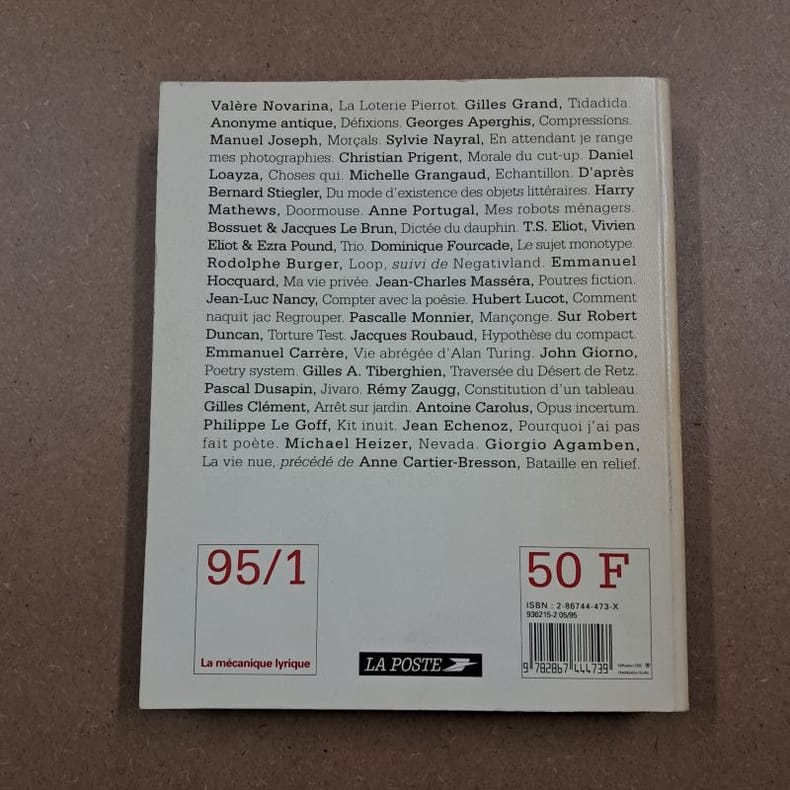 Valère Novarina, La Loterie Pierrot. Gilles Grand, Tidadida.
Anonyme antique, Défixions. Georges Aperghis, Compressions.
Manuel Joseph, Morçals. Sylvie Nayral, En attendant je range
mes photographies. Christian Prigent, Morale du cut-up. Daniel
Loayza, Choses qui. Michelle Grangaud, Echantillon. D'après
Bernard Stiegler, Du mode d'existence des objets littéraires. Harry
Mathews, Doormouse. Anne Portugal, Mes robots ménagers.
Bossuet & Jacques Le Brun, Dictée du dauphin. T.S. Eliot, Vivien
Eliot & Ezra Pound, Trio. Dominique Fourcade, Le sujet monotype.
Rodolphe Burger, Loop, suivi de Negativland. Emmanuel
Hocquard, Ma vie privée. Jean-Charles Masséra, Poutres fiction.
Jean-Luc Nancy, Compter avec la poésie. Hubert Lucot, Comment
naquit jac Regrouper. Pascalle Monnier, Mançonge. Sur Robert
Duncan, Torture Test. Jacques Roubaud, Hypothèse du compact.
Emmanuel Carrère, Vie abrégée d'Alan Turing. John Giorno,
Poetry system. Gilles A. Tiberghien, Traversée du Désert de Retz.
Pascal Dusapin, Jivaro. Rémy Zaugg, Constitution d'un tableau.
Gilles Clément, Arrêt sur jardin. Antoine Carolus, Opus incertum.
Philippe Le Goff, Kit inuit. Jean Echenoz, Pourquoi j'ai pas
fait poète. Michael Heizer, Nevada. Giorgio Agamben,
La vie nue, précédé de Anne Cartier-Bresson, Bataille en relief.
95/1
La mécanique lyrique
LA POSTE
50 F
ISBN : 2-86744-473-X
936215-2 05/95
9 782867 444739
Diffusion CDE
Distribution Sodis